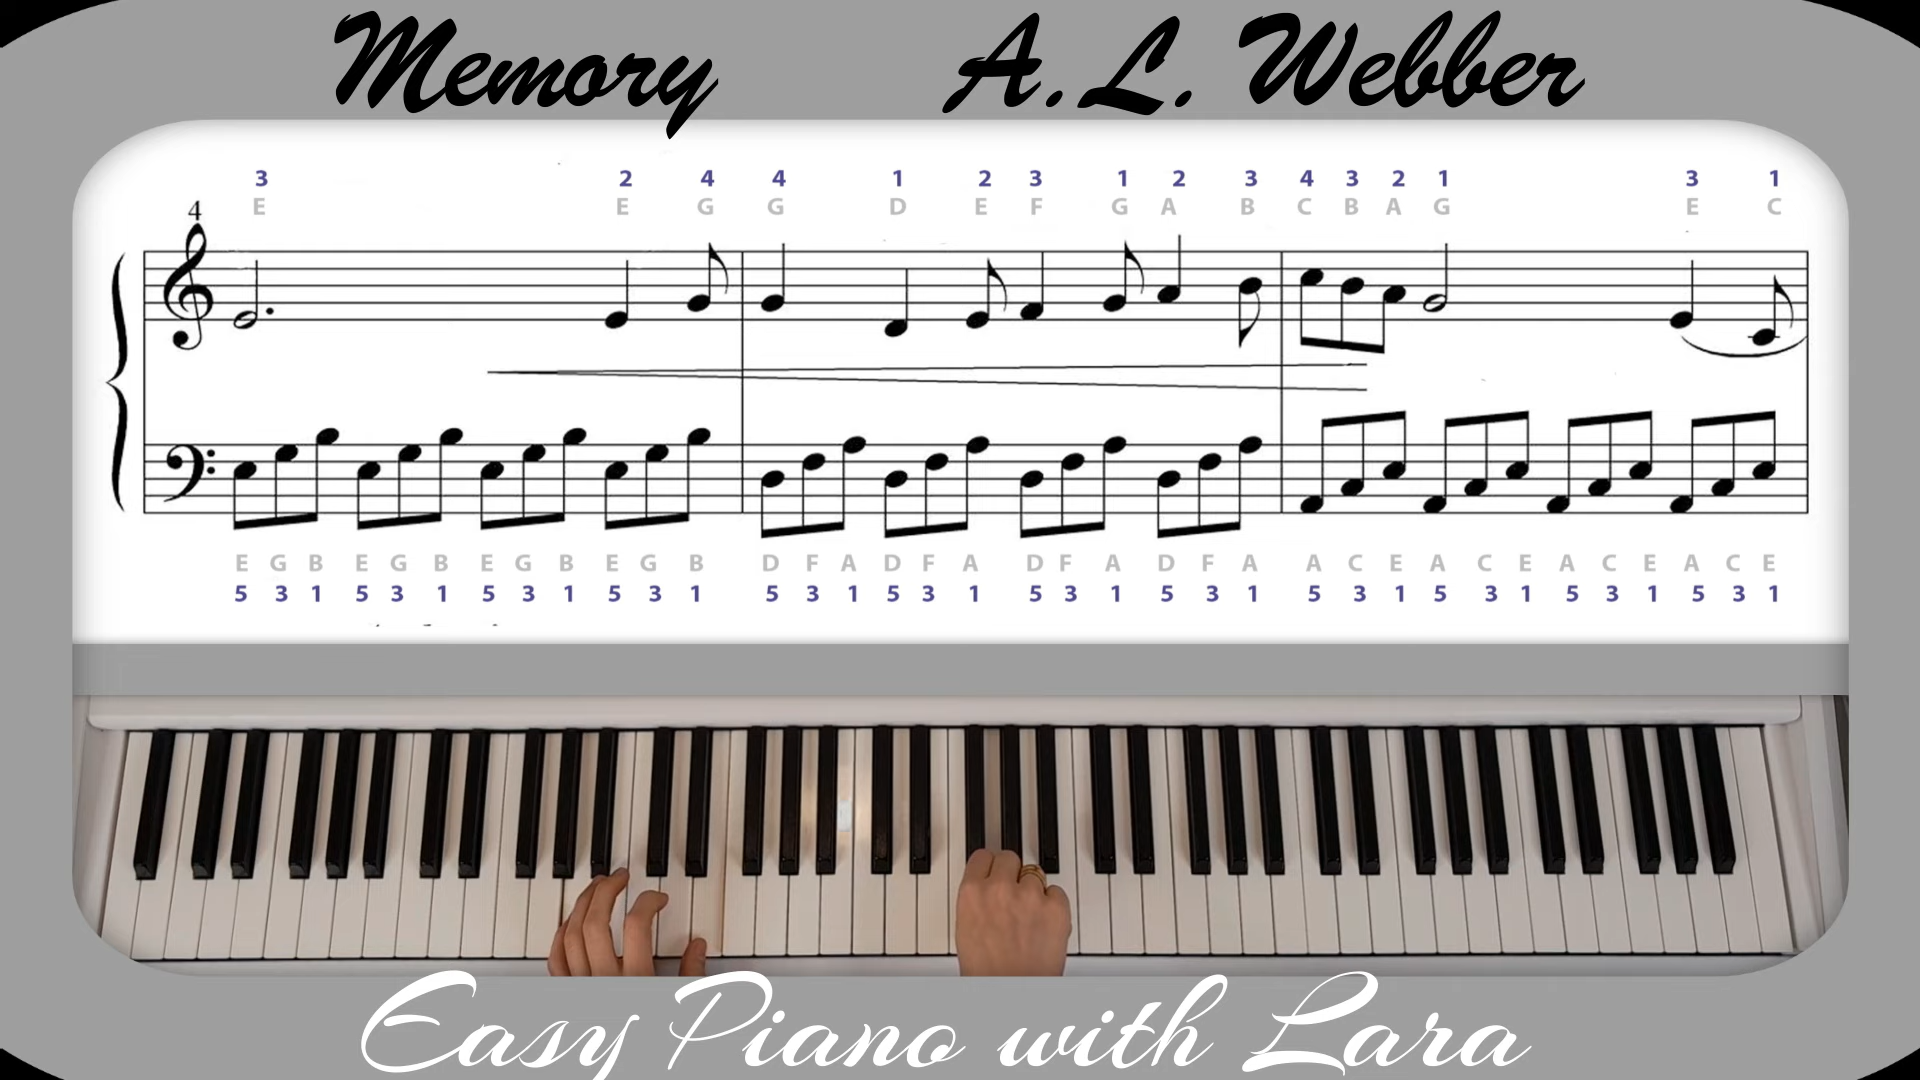 Memory A.L. Webber
3 2 4 4 1 2 3 1 2 3 4 3 2 1 3 1
E E G G D E F G A B C B A G E C
4
E G B E G B E G B E G B D F A D F A D F A D F A A C E A C E A C E A C E
5 3 1 5 3 1 5 3 1 5 3 1 5 3 1 5 3 1 5 3 1 5 3 1 5 3 1 5 3 1 5 3 1 5 3 1
Easy Piano with Lara